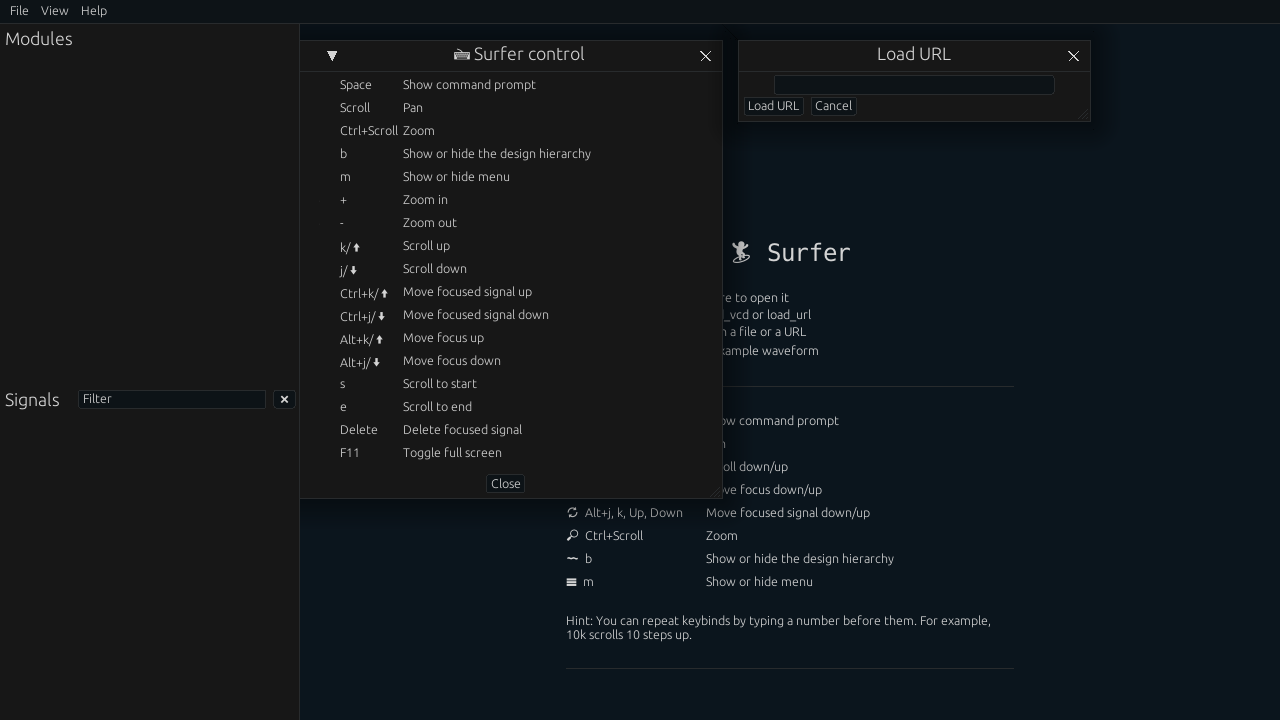 File View Help
Modules
Signals Filter
Surfer control
Space Show command prompt
Scroll Pan
Ctrl+Scroll Zoom
b Show or hide the design hierarchy
m Show or hide menu
+ Zoom in
- Zoom out
k/⬆ Scroll up
j/⬇ Scroll down
Ctrl+k/⬆ Move focused signal up
Ctrl+j/⬇ Move focused signal down
Alt+k/⬆ Move focus up
Alt+j/⬇ Move focus down
s Scroll to start
e Scroll to end
Delete Delete focused signal
F11 Toggle full screen
Close
Load URL
Load URL Cancel
Surfer
to open it
or load_url
a file or a URL
waveform
command prompt
down/up
focus down/up
Alt+j, k, Up, Down Move focused signal down/up
Ctrl+Scroll Zoom
b Show or hide the design hierarchy
m Show or hide menu
Hint: You can repeat keybinds by typing a number before them. For example,
10k scrolls 10 steps up.